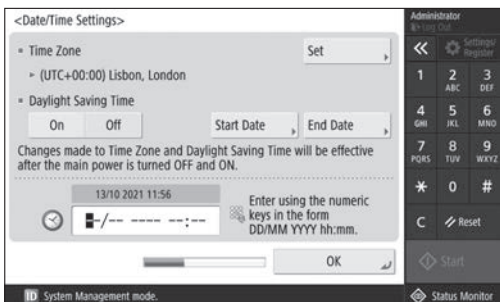 <Date/Time Settings>
Administrator
Log Out
Time Zone
Set
Settings/
Register
(UTC+00:00) Lisbon, London
1
2
ABC
3
DEF
Daylight Saving Time
On
Off
Start Date
End Date
4
GHI
5
JKL
6
MNO
Changes made to Time Zone and Daylight Saving Time will be effective
after the main power is turned OFF and ON.
7
PQRS
8
TUV
9
WXYZ
13/10 2021 11:56
* 0 #
Enter using the numeric
keys in the form
DD/MM YYYY hh:mm.
-/-- ---- --:--
C
Reset
OK
Start
ID System Management mode.
Status Monitor